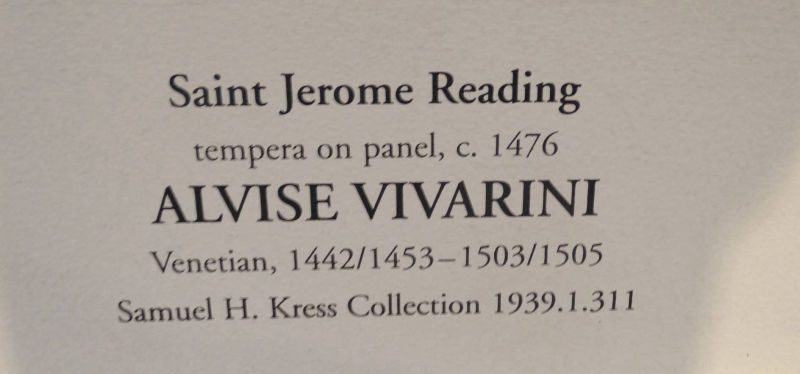 Saint Jerome Reading
tempera on panel, c. 1476
ALVISE VIVARINI
Venetian, 1442/1453–1503/1505
Samuel H. Kress Collection 1939.1.311